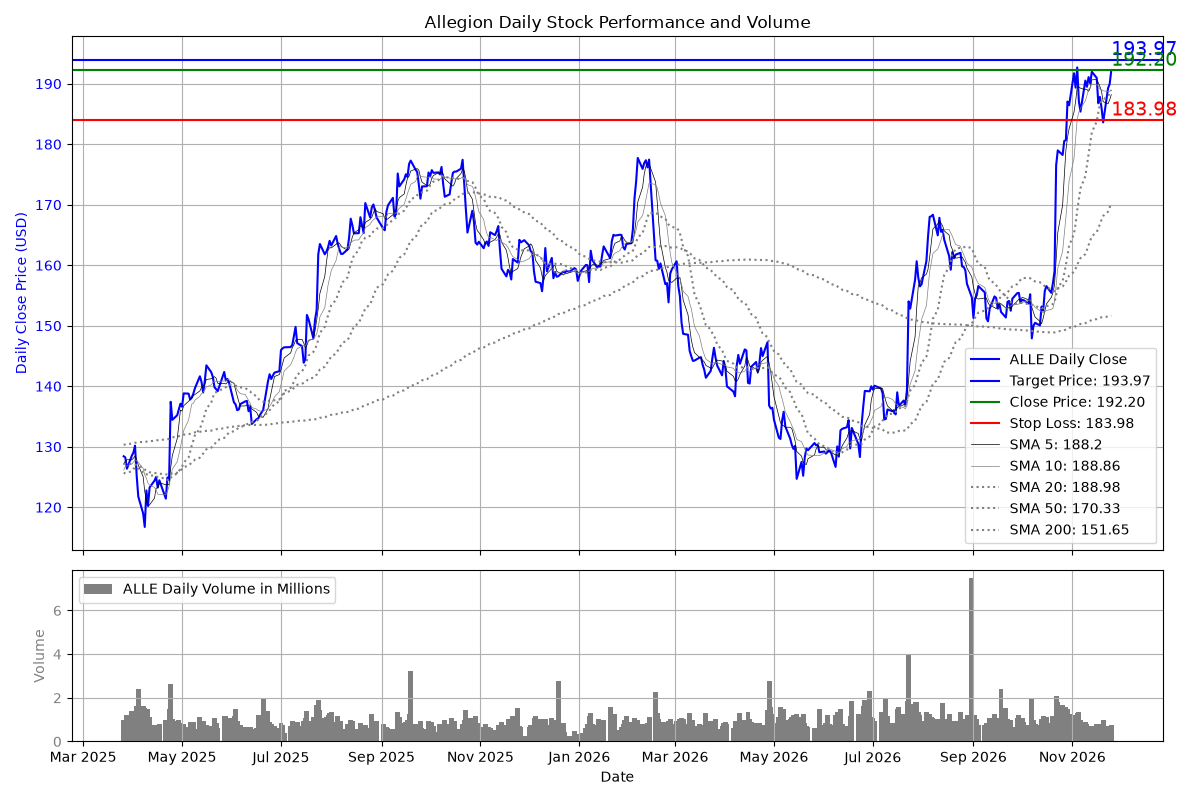 Allegion Daily Stock Performance and Volume
193.97
192.20
183.98
190
180
170
160
150
140
130
120
Daily Close Price (USD)
ALLE Daily Close
Target Price: 193.97
Close Price: 192.20
Stop Loss: 183.98
SMA 5: 188.2
SMA 10: 188.86
SMA 20: 188.98
SMA 50: 170.33
SMA 200: 151.65
ALLE Daily Volume in Millions
6
4
2
0
Volume
Mar 2025 May 2025 Jul 2025 Sep 2025 Nov 2025 Jan 2026 Mar 2026 May 2026 Jul 2026 Sep 2026 Nov 2026
Date